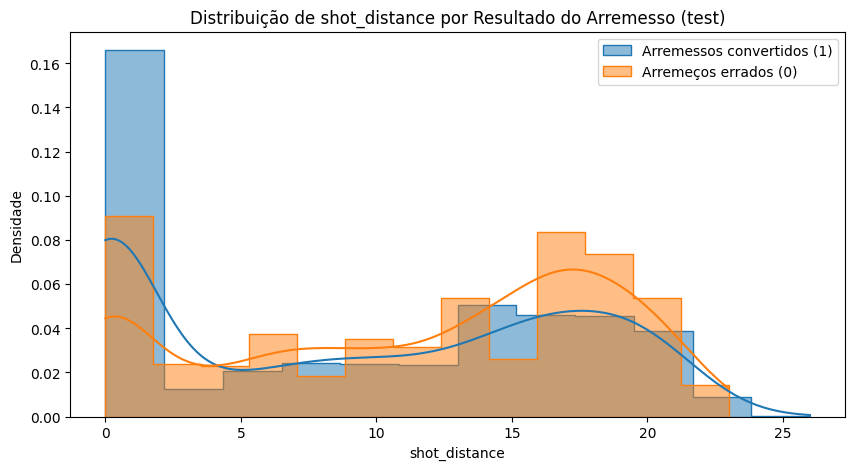 Distribuição de shot_distance por Resultado do Arremesso (test)
Arremessos convertidos (1)
Arremeços errados (0)
Densidade
0.16
0.14
0.12
0.10
0.08
0.06
0.04
0.02
0.00
0 5 10 15 20 25
shot_distance